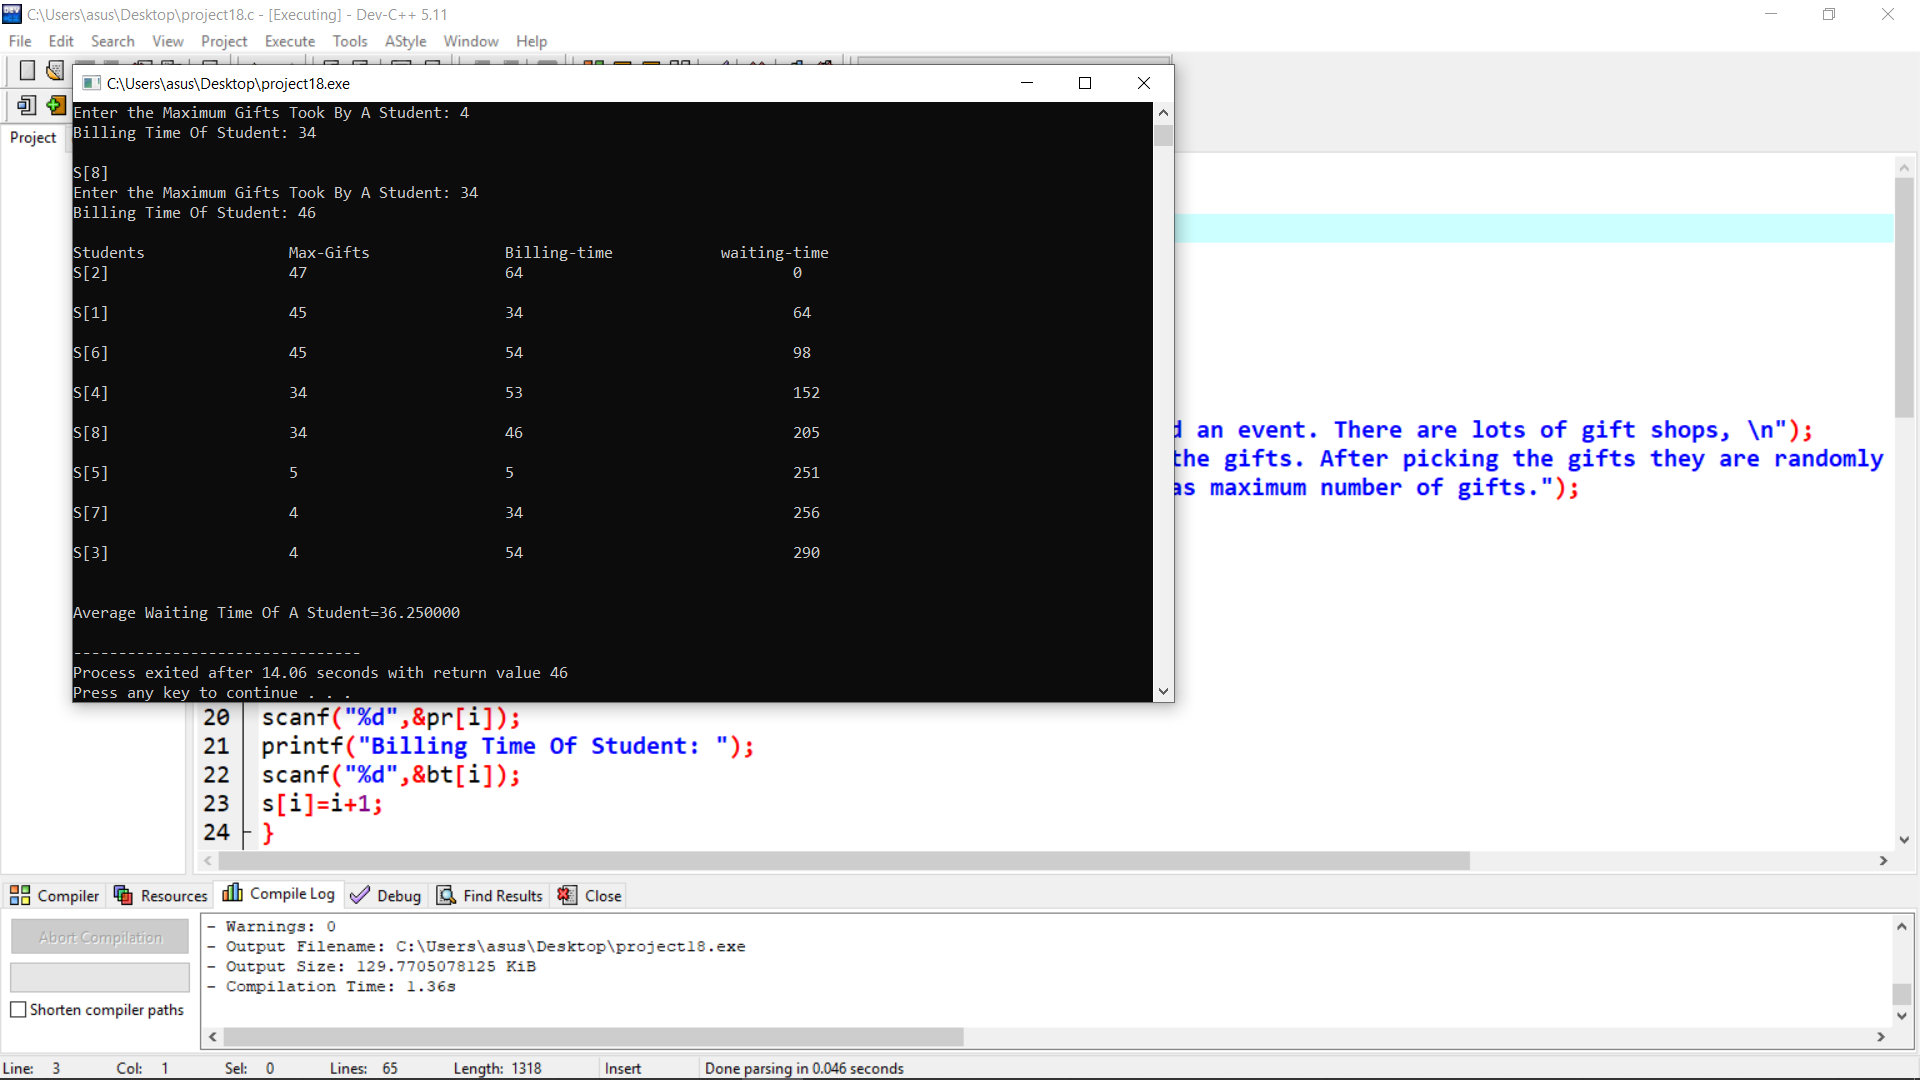 C:\Users\asus\Desktop\project18.c - [Executing] - Dev-C++ 5.11
File Edit Search View Project Execute Tools AStyle Window Help
C:\Users\asus\Desktop\project18.exe
Project
Enter the Maximum Gifts Took By A Student: 4
Billing Time Of Student: 34
S[8]
Enter the Maximum Gifts Took By A Student: 34
Billing Time Of Student: 46
Students Max-Gifts Billing-time waiting-time
S[2] 47 64 0
S[1] 45 34 64
S[6] 45 54 98
S[4] 34 53 152
S[8] 34 46 205
S[5] 5 5 251
S[7] 4 34 256
S[3] 4 54 290
Average Waiting Time Of A Student=36.250000
--------------------------------
Process exited after 14.06 seconds with return value 46
Press any key to continue . . .
an event. There are lots of gift shops, \n");
the gifts. After picking the gifts they are randomly
as maximum number of gifts.");
20 scanf("%d",&pr[i]);
21 printf("Billing Time Of Student: ");
22 scanf("%d",&bt[i]);
23 s[i]=i+1;
24 }
Compiler Resources Compile Log Debug Find Results Close
Abort Compilation
Shorten compiler paths
- Warnings: 0
- Output Filename: C:\Users\asus\Desktop\project18.exe
- Output Size: 129.7705078125 KiB
- Compilation Time: 1.36s
Line: 3 Col: 1 Sel: 0 Lines: 65 Length: 1318 Insert Done parsing in 0.046 seconds